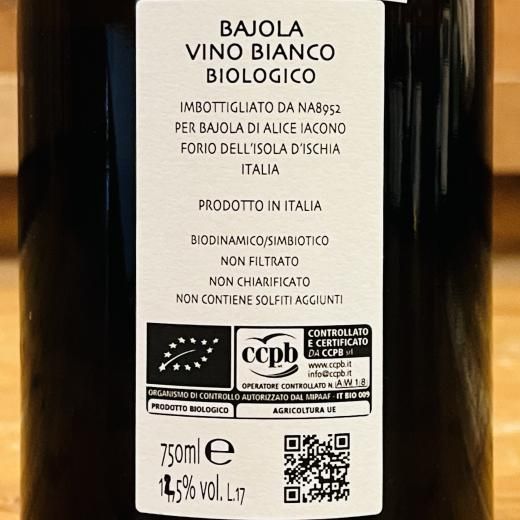 BAJOLA
VINO BIANCO
BIOLOGICO
IMBOTTIGLIATO DA NA8952
PER BAJOLA DI ALICE IACONO
FORIO DELL'ISOLA D'ISCHIA
ITALIA
PRODOTTO IN ITALIA
BIODINAMICO/SIMBIOTICO
NON FILTRATO
NON CHIARIFICATO
NON CONTIENE SOLFITI AGGIUNTI
ccpb
CONTROLLATO
E CERTIFICATO
DA CCPB srl
www.ccpb.it
info@ccpb.it
OPERATORE CONTROLLATO N. AW18
ORGANISMO DI CONTROLLO AUTORIZZATO DAL MIPAAF - IT BIO 009
PRODOTTO BIOLOGICO
AGRICOLTURA UE
750ml e
% vol. L.17